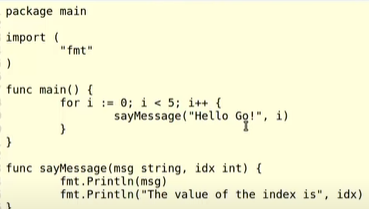 package main
import (
"fmt"
)
func main() {
for i := 0; i < 5; i++ {
sayMessage("Hello Go!", i)
}
}
func sayMessage(msg string, idx int) {
fmt.Println(msg)
fmt.Println("The value of the index is", idx)
}